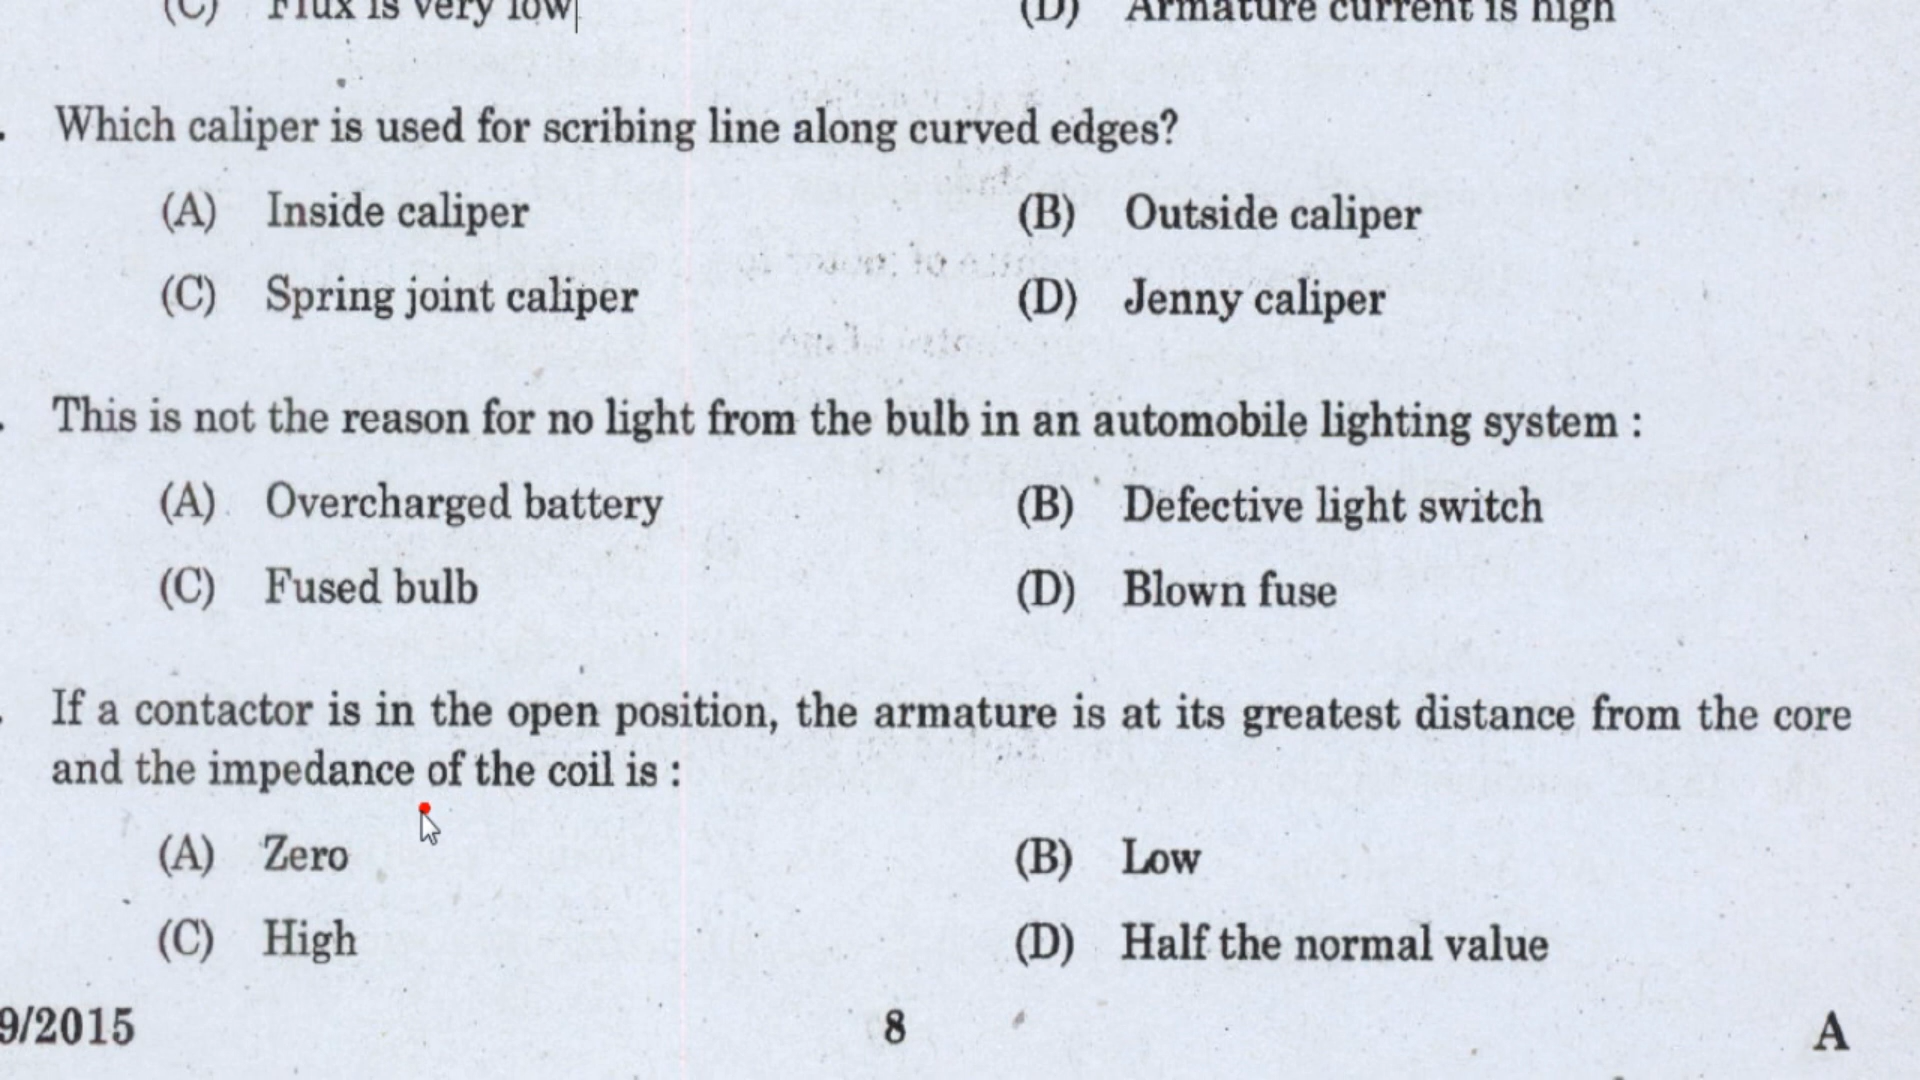 (C) Flux is very low
(D) Armature current is high
. Which caliper is used for scribing line along curved edges?
(A) Inside caliper
(B) Outside caliper
(C) Spring joint caliper
(D) Jenny caliper
. This is not the reason for no light from the bulb in an automobile lighting system :
(A) Overcharged battery
(B) Defective light switch
(C) Fused bulb
(D) Blown fuse
. If a contactor is in the open position, the armature is at its greatest distance from the core
and the impedance of the coil is :
(A) Zero
(B) Low
(C) High
(D) Half the normal value
9/2015
8
A